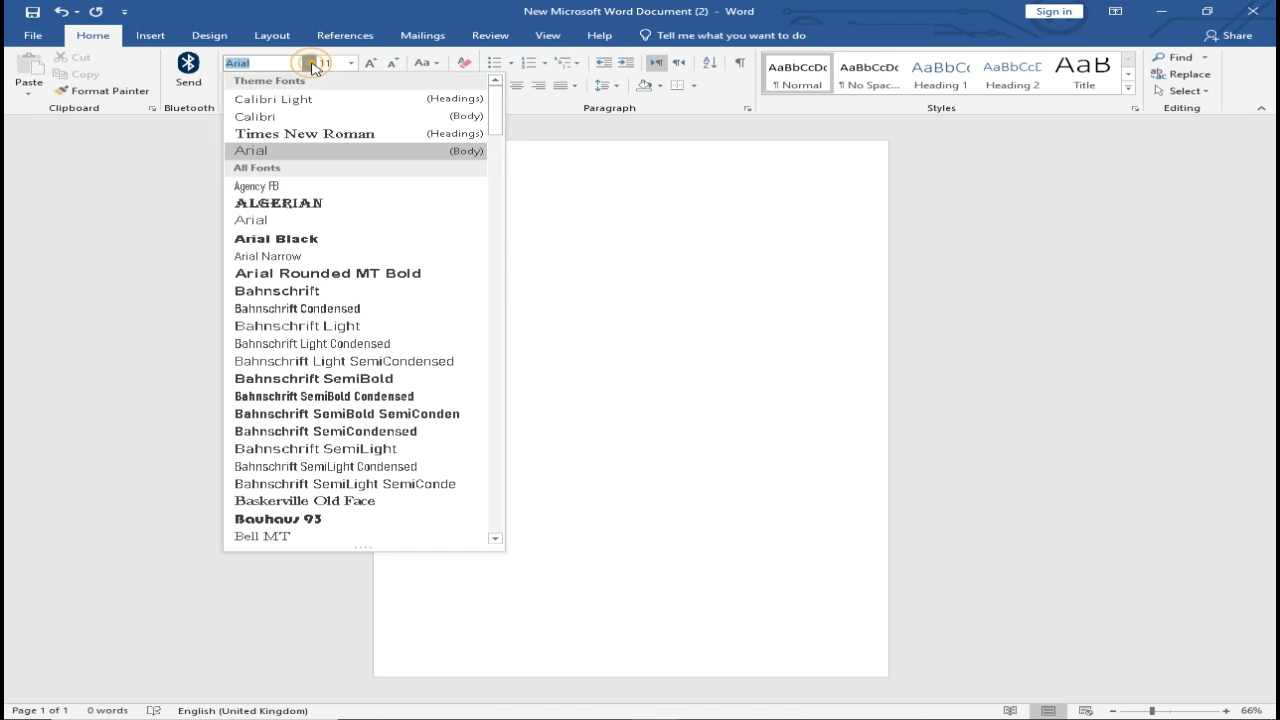 New Microsoft Word Document (2) - Word
Sign in
File Home Insert Design Layout References Mailings Review View Help Tell me what you want to do Share
Paste
Cut
Copy
Format Painter
Clipboard
Send
Bluetooth
Arial 11
Aa
Paragraph
AaBbCcDc AaBbCcDc AaBbCc AaBbCcD AaB
¶ Normal ¶ No Spac... Heading 1 Heading 2 Title
Styles
Find
Replace
Select
Editing
Theme Fonts
Calibri Light (Headings)
Calibri (Body)
Times New Roman (Headings)
Arial (Body)
All Fonts
Agency FB
ALGERIAN
Arial
Arial Black
Arial Narrow
Arial Rounded MT Bold
Bahnschrift
Bahnschrift Condensed
Bahnschrift Light
Bahnschrift Light Condensed
Bahnschrift Light SemiCondensed
Bahnschrift SemiBold
Bahnschrift SemiBold Condensed
Bahnschrift SemiBold SemiConden
Bahnschrift SemiCondensed
Bahnschrift SemiLight
Bahnschrift SemiLight Condensed
Bahnschrift SemiLight SemiConde
Baskerville Old Face
Bauhaus 93
Bell MT
Page 1 of 1 0 words English (United Kingdom) 66%